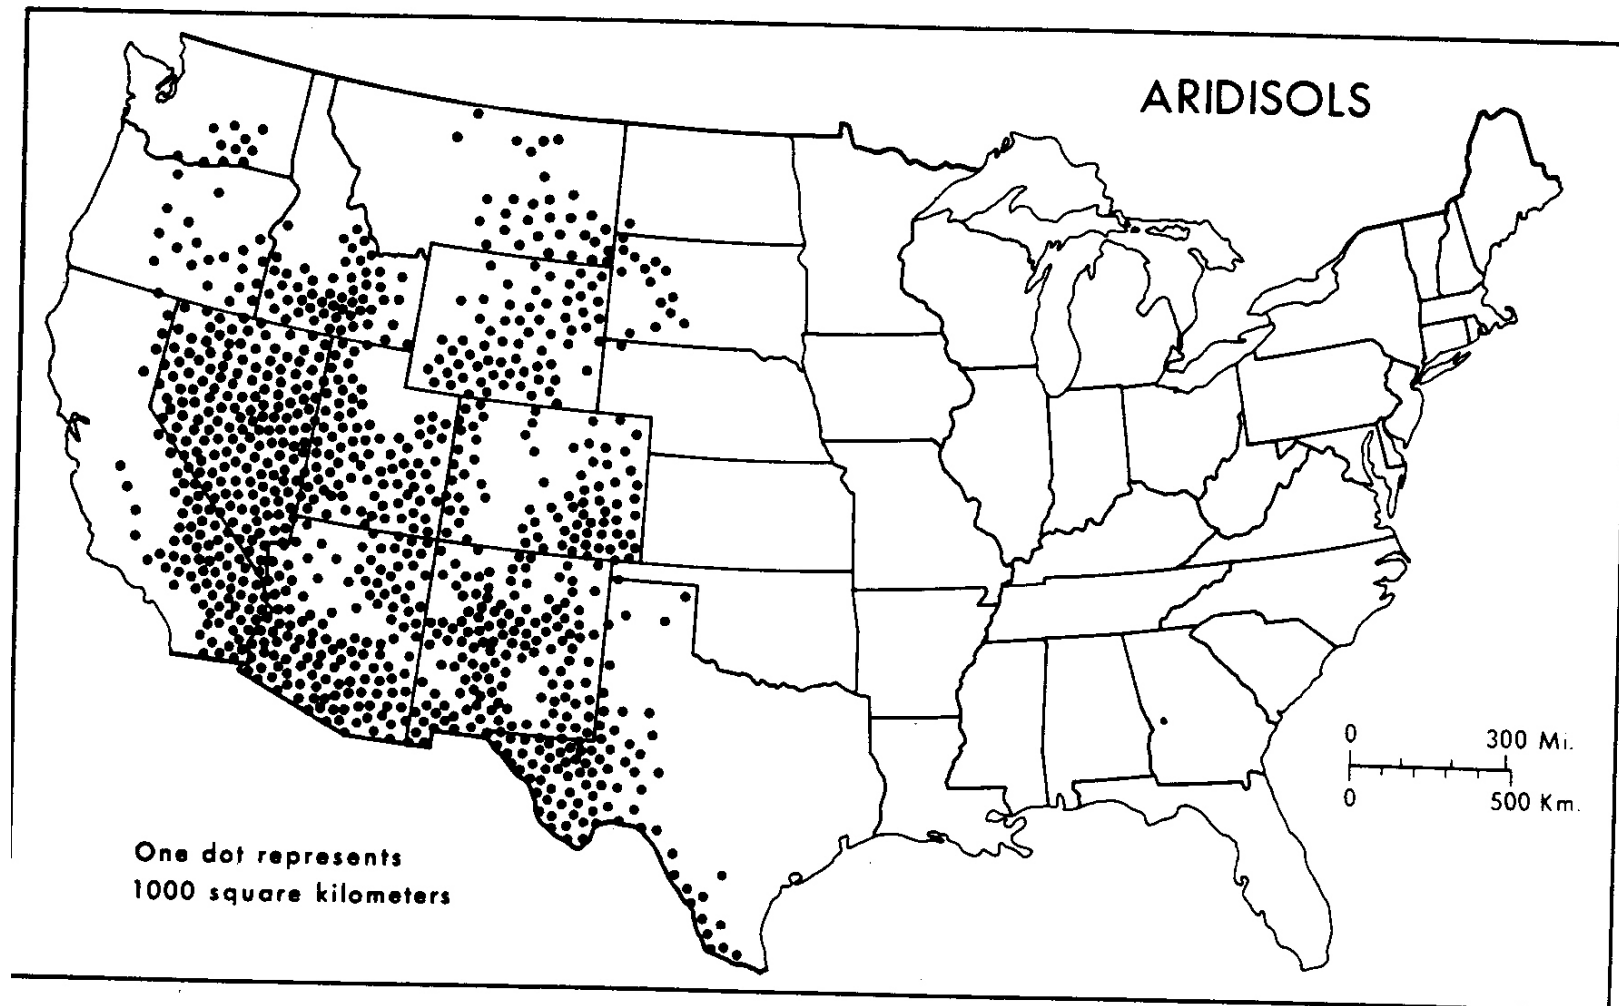 ARIDISOLS
0 300 Mi.
0 500 Km.
One dot represents
1000 square kilometers